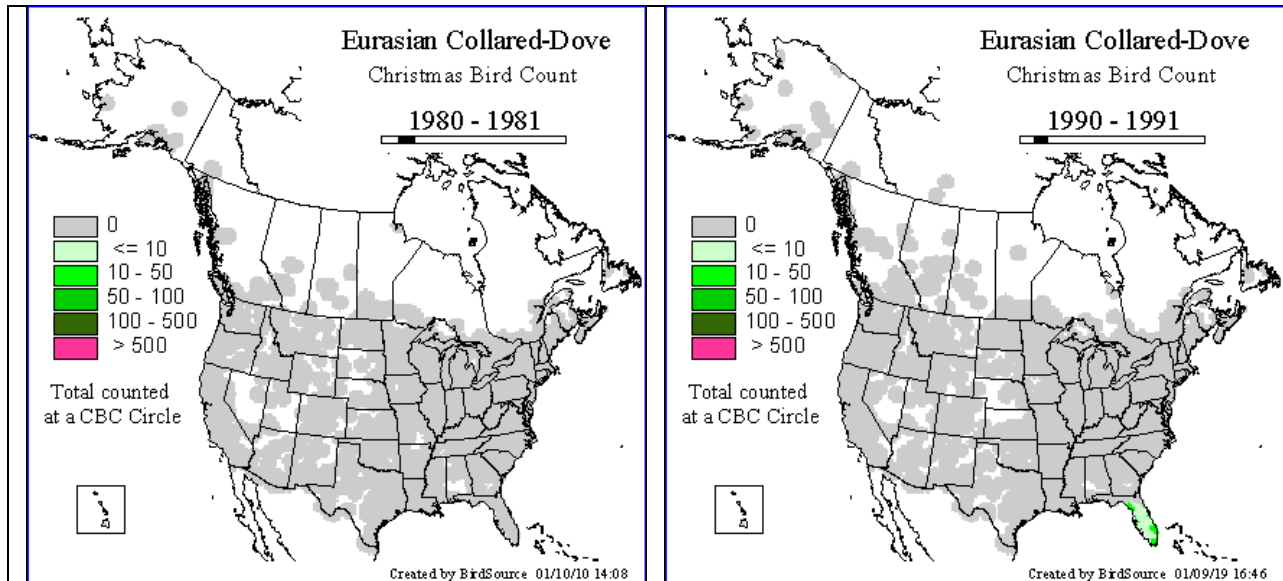 Eurasian Collared-Dove
Christmas Bird Count
1980 - 1981
0
<= 10
10 - 50
50 - 100
100 - 500
> 500
Total counted
at a CBC Circle
Created by BirdSource 01/10/10 14:08
Eurasian Collared-Dove
Christmas Bird Count
1990 - 1991
0
<= 10
10 - 50
50 - 100
100 - 500
> 500
Total counted
at a CBC Circle
Created by BirdSource 01/09/19 16:46